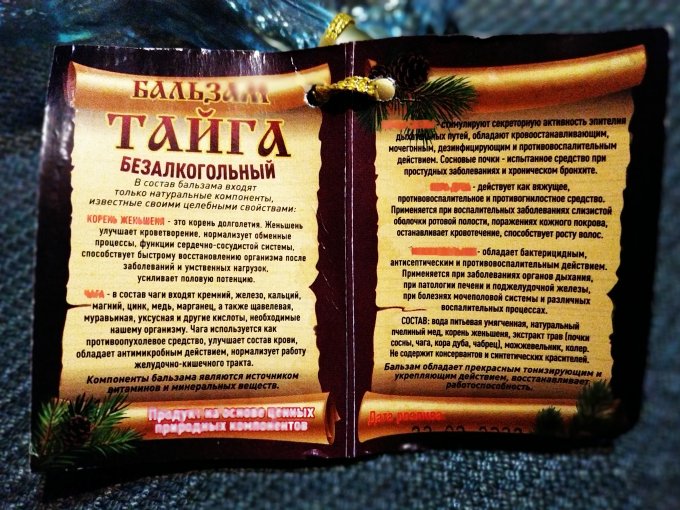 БАЛЬЗАМ
ТАЙГА
БЕЗАЛКОГОЛЬНЫЙ
В состав бальзама входят
только натуральные компоненты,
известные своими целебными свойствами:
КОРЕНЬ ЖЕНЬШЕНЯ - это корень долголетия. Женьшень
улучшает кроветворение, нормализует обменные
процессы, функции сердечно-сосудистой системы,
способствует быстрому восстановлению организма после
заболеваний и умственных нагрузок,
усиливает половую потенцию.
ЧАГА - в состав чаги входят кремний, железо, кальций,
магний, цинк, медь, марганец, а также щавелевая,
муравьиная, уксусная и другие кислоты, необходимые
нашему организму. Чага используется как
противоопухолевое средство, улучшает состав крови,
обладает антимикробным действием, нормализует работу
желудочно-кишечного тракта.
Компоненты бальзама являются источником
витаминов и минеральных веществ.
Продукт на основе ценных
природных компонентов
- стимулируют секреторную активность эпителия
дыхательных путей, обладают кровоостанавливающим,
мочегонным, дезинфицирующим и противовоспалительным
действием. Сосновые почки - испытанное средство при
простудных заболеваниях и хроническом бронхите.
КОРА ДУБА - действует как вяжущее,
противовоспалительное и противогнилостное средство.
Применяется при воспалительных заболеваниях слизистой
оболочки ротовой полости, поражениях кожного покрова,
останавливает кровотечение, способствует росту волос.
- обладает бактерицидным,
антисептическим и противовоспалительным действием.
Применяется при заболеваниях органов дыхания,
при патологии печени и поджелудочной железы,
при болезнях мочеполовой системы и различных
воспалительных процессах.
СОСТАВ: вода питьевая умягченная, натуральный
пчелиный мед, корень женьшеня, экстракт трав (почки
сосны, чага, кора дуба, чабрец), можжевельник, колер.
Не содержит консервантов и синтетических красителей.
Бальзам обладает прекрасным тонизирующим и
укрепляющим действием, восстанавливает
работоспособность.
Дата розлива: